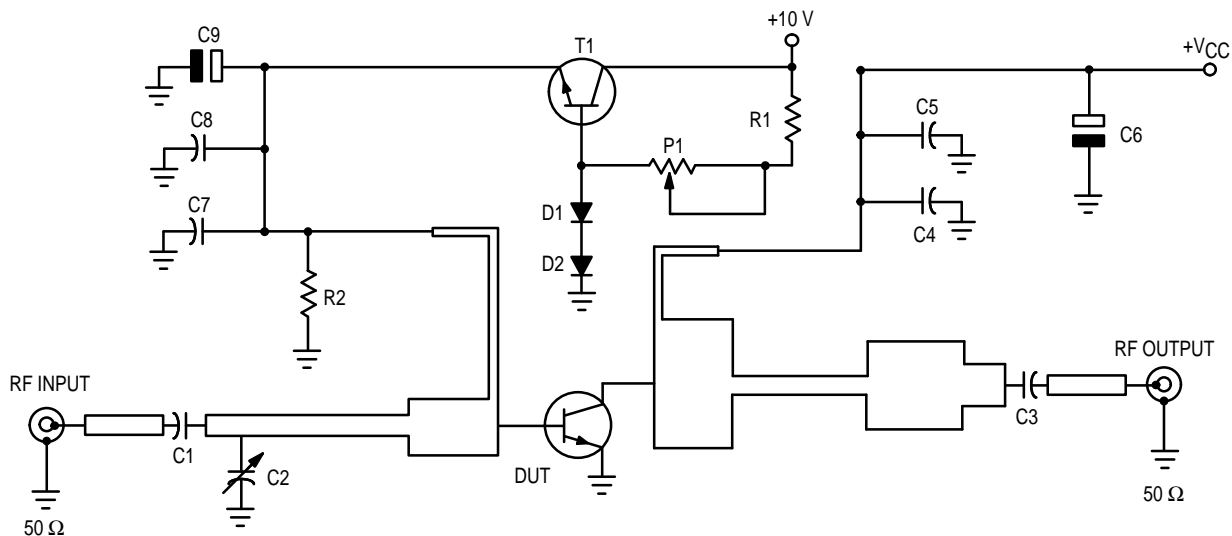 +10 V
C9
T1
+VCC
C5
C8
R1
C6
P1
C7
D1
C4
D2
R2
RF OUTPUT
RF INPUT
C3
C1
C2
DUT
50 Ω
50 Ω